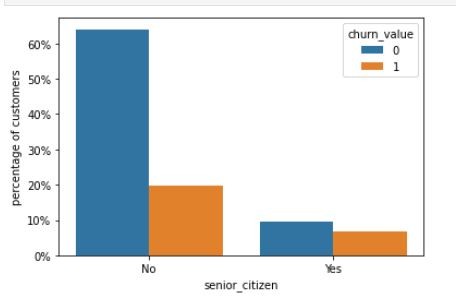 churn_value
0
1
60%
50%
40%
30%
20%
10%
0%
percentage of customers
No
Yes
senior_citizen